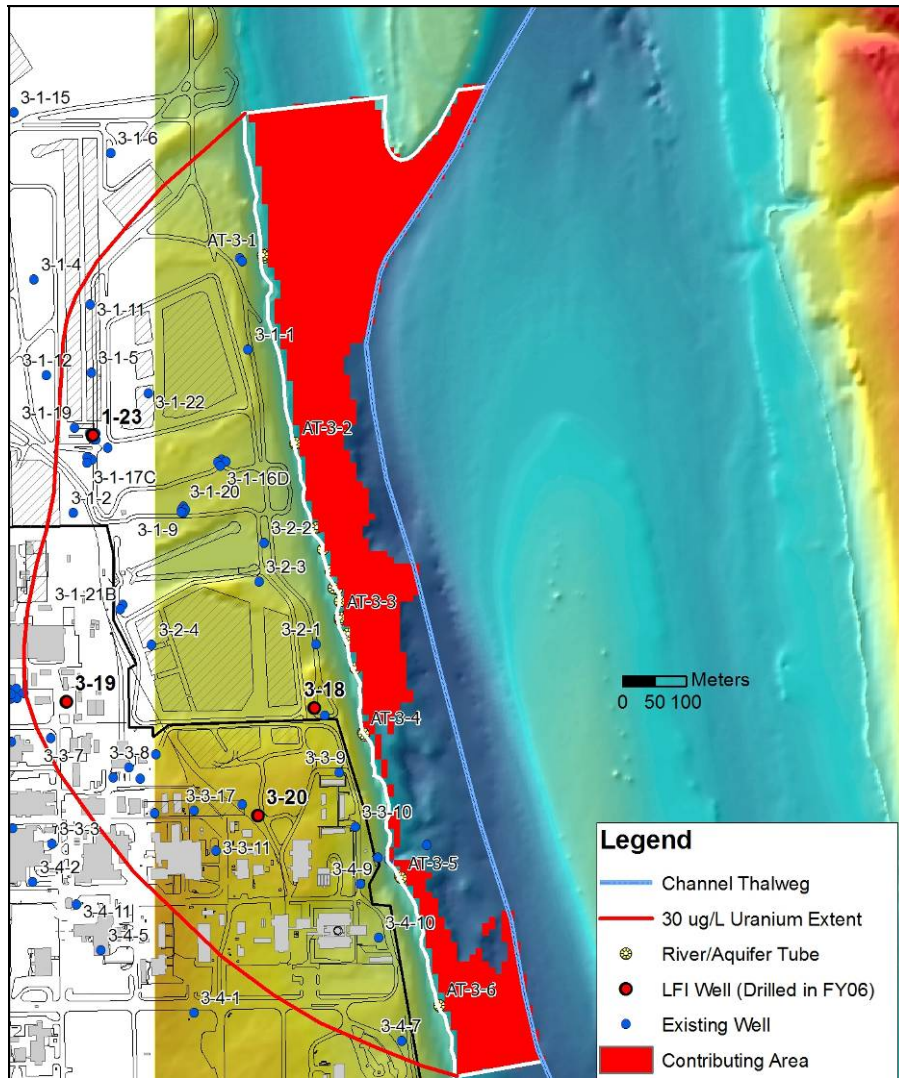 3-1-15
3-1-6
AT-3-1
3-1-4
3-1-11
3-1-1
3-1-12
3-1-5
3-1-22
3-1-19
1-23
AT-3-2
3-1-17C
3-1-16D
3-1-2
3-1-20
3-1-9
3-2-2
3-2-3
3-1-21B
AT-3-3
3-2-4
3-2-1
Meters
0 50 100
3-19
3-18
AT-3-4
3-3-7
3-3-8
3-3-9
3-3-17
3-20
3-3-10
3-3-3
3-3-11
3-4-2
3-4-9
AT-3-5
3-4-11
3-4-10
3-4-5
AT-3-6
3-4-1
3-4-7
Legend
Channel Thalweg
30 ug/L Uranium Extent
River/Aquifer Tube
LFI Well (Drilled in FY06)
Existing Well
Contributing Area